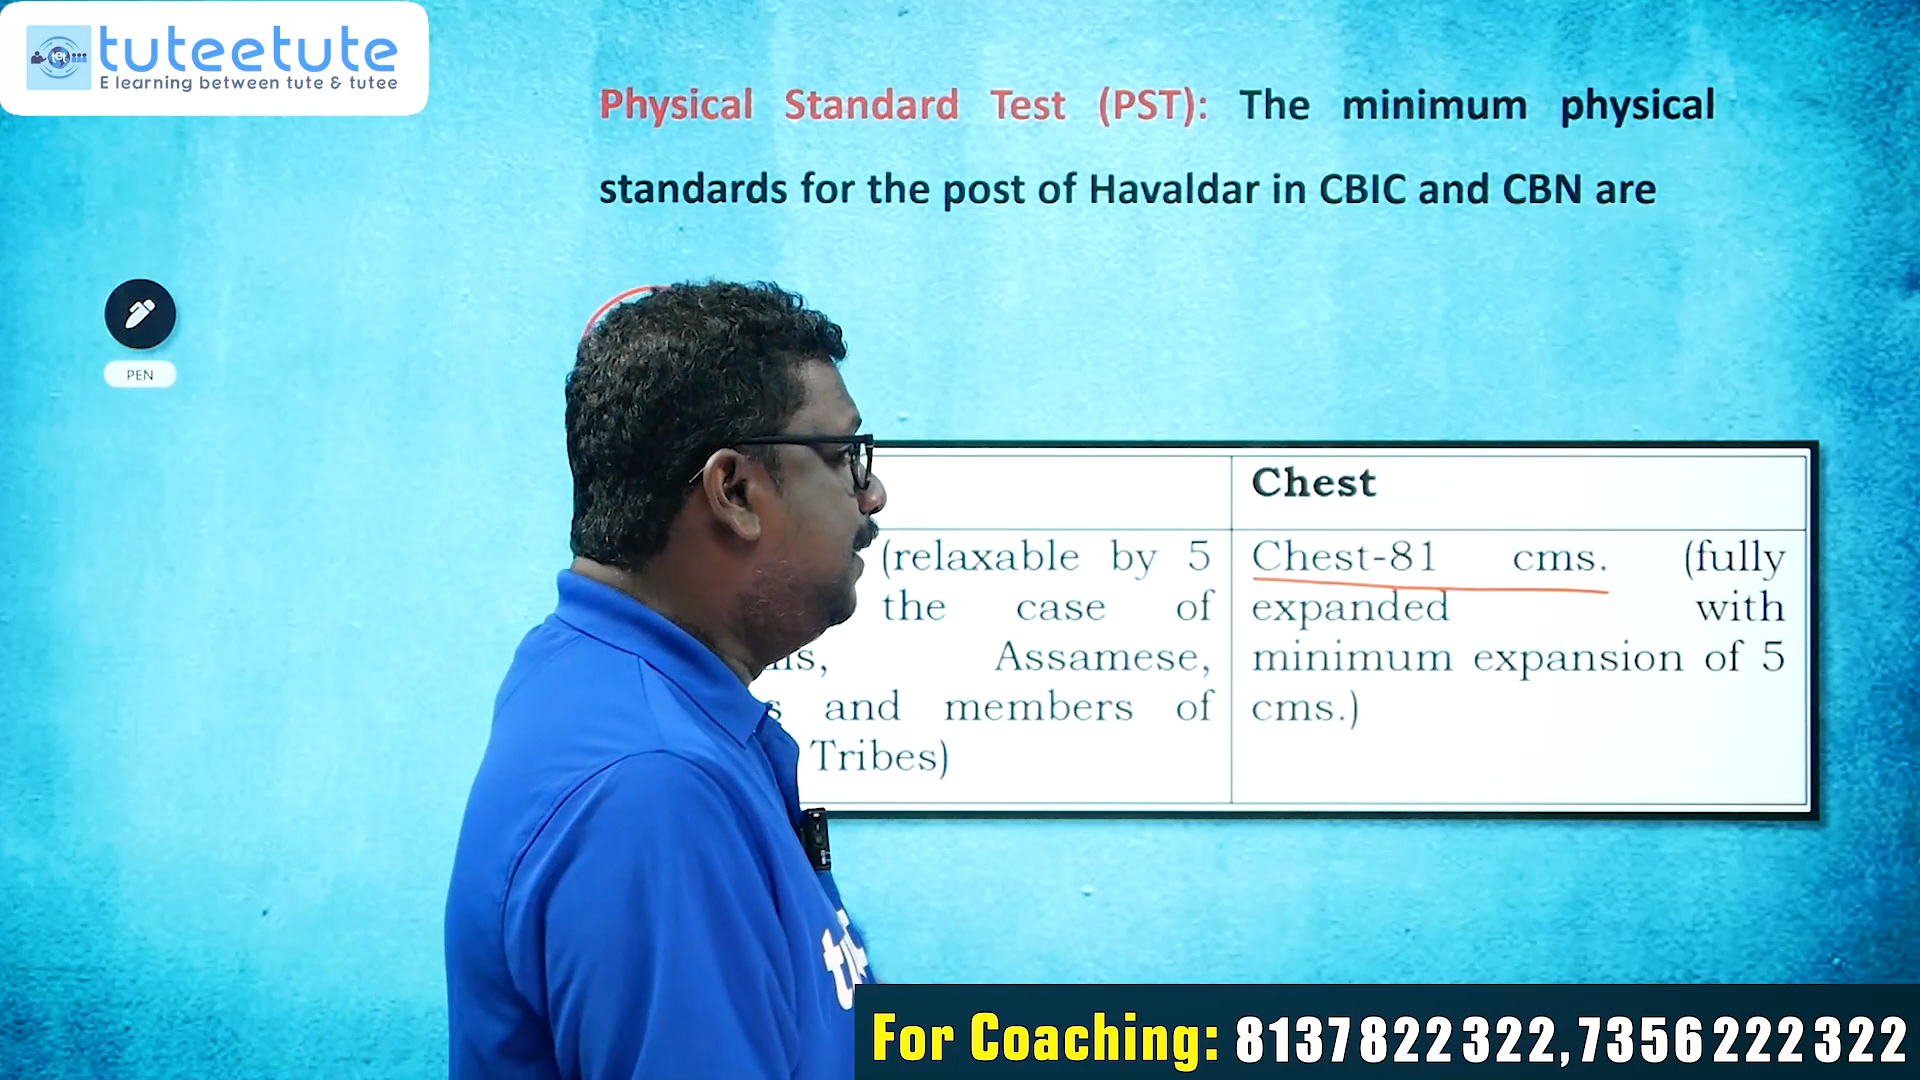 tuteetute
E learning between tute & tutee
Physical Standard Test (PST): The minimum physical
standards for the post of Havaldar in CBIC and CBN are
PEN
Chest
(relaxable by 5
the case of
Assamese,
and members of
Tribes)
Chest-81 cms. (fully
expanded with
minimum expansion of 5
cms.)
For Coaching: 8137822322,7356222322